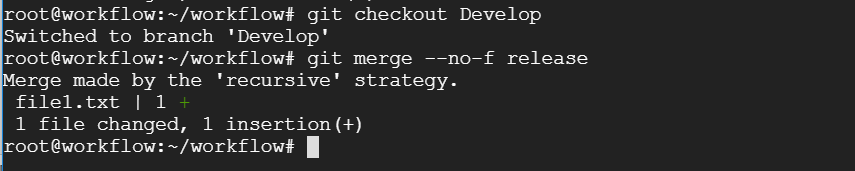 root@workflow:~/workflow# git checkout Develop
Switched to branch 'Develop'
root@workflow:~/workflow# git merge --no-f release
Merge made by the 'recursive' strategy.
 file1.txt | 1 +
 1 file changed, 1 insertion(+)
root@workflow:~/workflow#